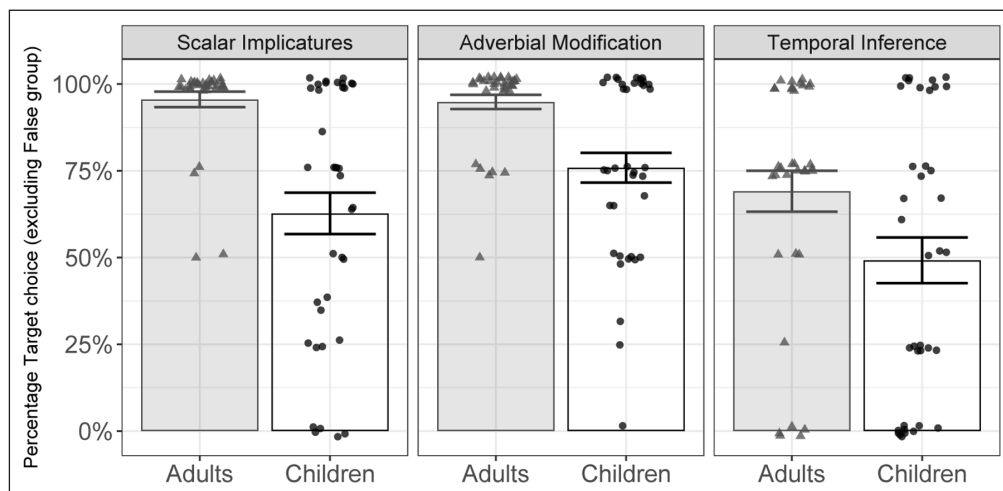 Scalar Implicatures
Adverbial Modification
Temporal Inference
Percentage Target choice (excluding False group)
100%
75%
50%
25%
0%
Adults
Children
Adults
Children
Adults
Children